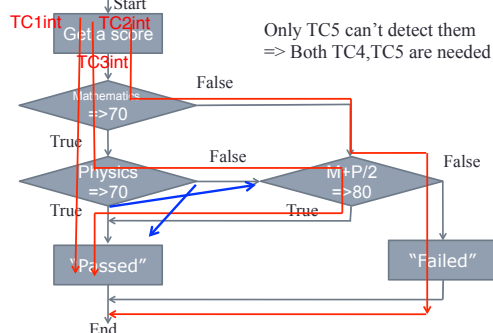 Start
TC1int
TC2int
Get a score
Only TC5 can't detect them
=> Both TC4,TC5 are needed
TC3int
False
Mathematics
=>70
True
False
False
Physics
=>70
M+P/2
=>80
True
True
"Passed"
"Failed"
End